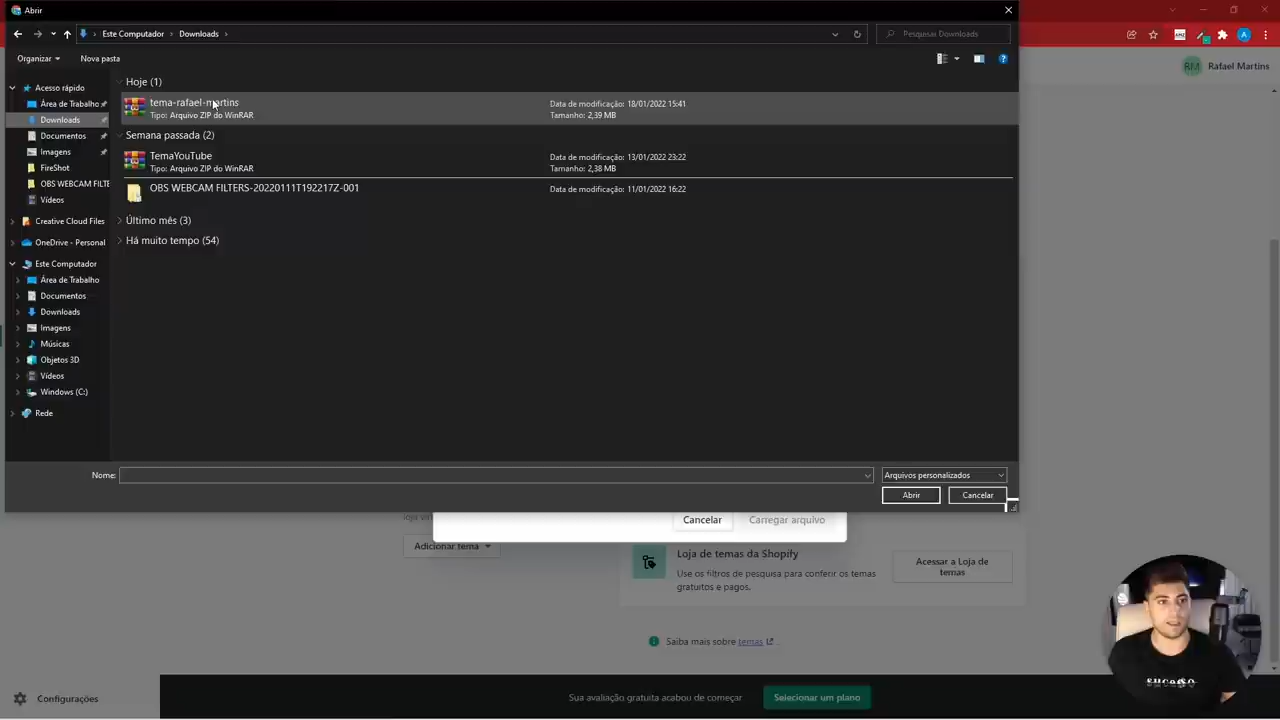 Abrir
Este Computador › Downloads ›
Pesquisar Downloads
Organizar
Nova pasta
Acesso rápido
Área de Trabalho
Downloads
Documentos
Imagens
FireShot
OBS WEBCAM FILTE
Vídeos
Creative Cloud Files
OneDrive - Personal
Este Computador
Área de Trabalho
Documentos
Downloads
Imagens
Músicas
Objetos 3D
Vídeos
Windows (C:)
Rede
Hoje (1)
tema-rafael-martins
Tipo: Arquivo ZIP do WinRAR
Data de modificação: 18/01/2022 15:41
Tamanho: 2,39 MB
Semana passada (2)
TemaYouTube
Tipo: Arquivo ZIP do WinRAR
Data de modificação: 13/01/2022 23:22
Tamanho: 2,38 MB
OBS WEBCAM FILTERS-20220111T192217Z-001
Data de modificação: 11/01/2022 16:22
Último mês (3)
Há muito tempo (54)
Nome:
Arquivos personalizados
Abrir
Cancelar
RM
Rafael Martins
A
Cancelar
Carregar arquivo
Adicionar tema
Loja de temas da Shopify
Use os filtros de pesquisa para conferir os temas
gratuitos e pagos.
Acessar a Loja de
temas
Saiba mais sobre temas
Configurações
Sua avaliação gratuita acabou de começar
Selecionar um plano